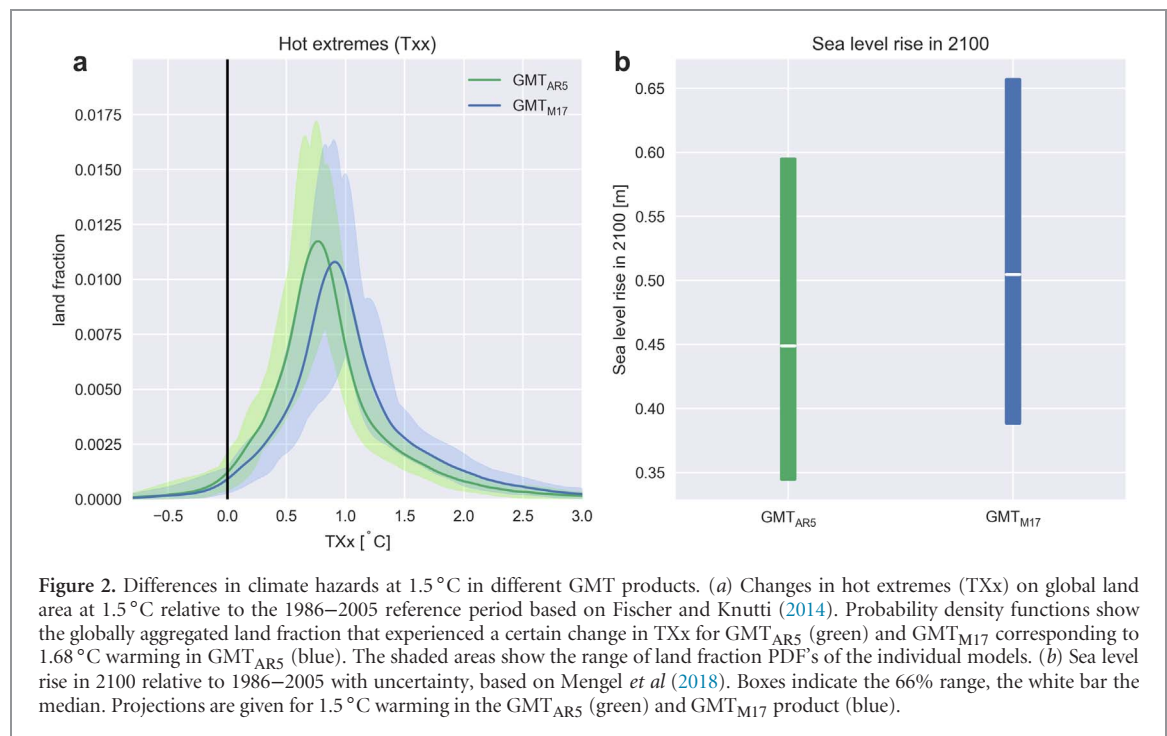 Hot extremes (Txx)
a
GMT_AR5
GMT_M17
0.0175
0.0150
0.0125
0.0100
0.0075
0.0050
0.0025
0.0000
land fraction
−0.5 0.0 0.5 1.0 1.5 2.0 2.5 3.0
TXx [°C]
Sea level rise in 2100
b
0.65
0.60
0.55
0.50
0.45
0.40
0.35
Sea level rise in 2100 [m]
GMT_AR5 GMT_M17
Figure 2. Differences in climate hazards at 1.5 °C in different GMT products. (a) Changes in hot extremes (TXx) on global land
area at 1.5 °C relative to the 1986–2005 reference period based on Fischer and Knutti (2014). Probability density functions show
the globally aggregated land fraction that experienced a certain change in TXx for GMT_AR5 (green) and GMT_M17 corresponding to
1.68 °C warming in GMT_AR5 (blue). The shaded areas show the range of land fraction PDF's of the individual models. (b) Sea level
rise in 2100 relative to 1986–2005 with uncertainty, based on Mengel et al (2018). Boxes indicate the 66% range, the white bar the
median. Projections are given for 1.5 °C warming in the GMT_AR5 (green) and GMT_M17 product (blue).